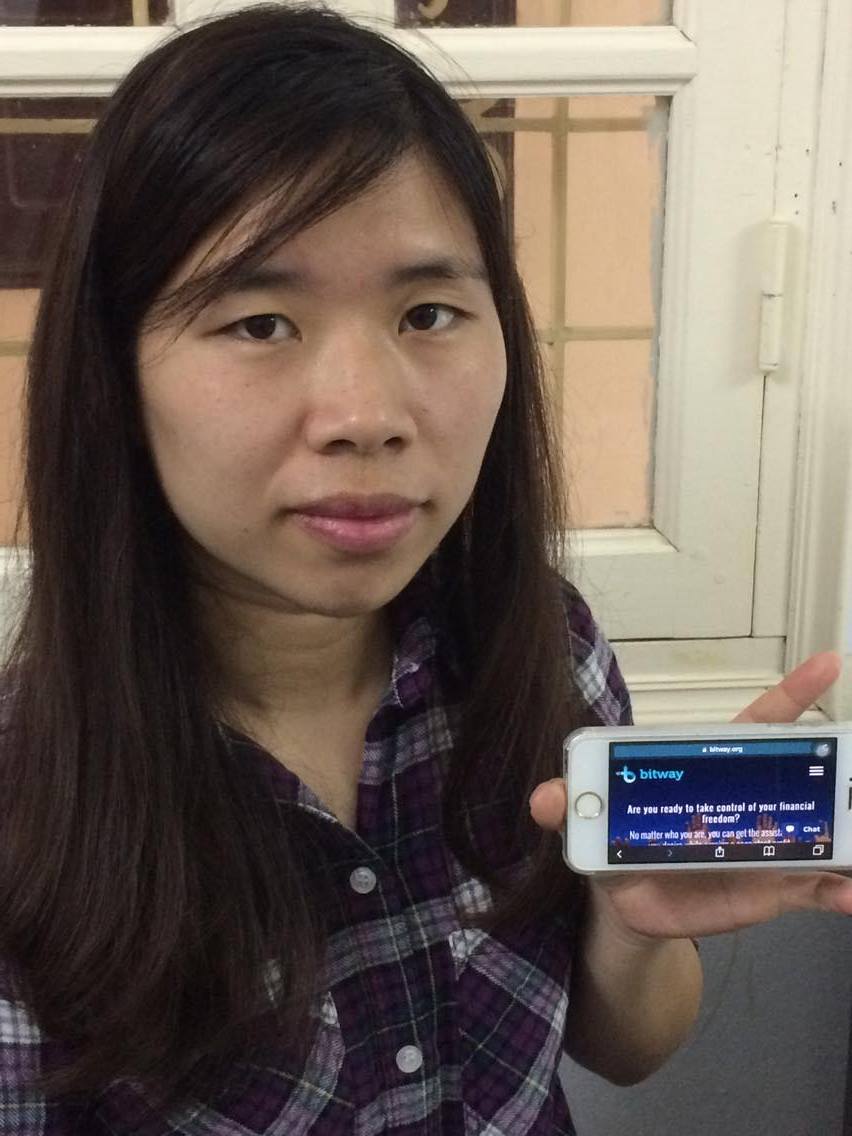 bitway.org
bitway
Are you ready to take control of your financial
freedom?
No matter who you are, you can get the assist
Chat